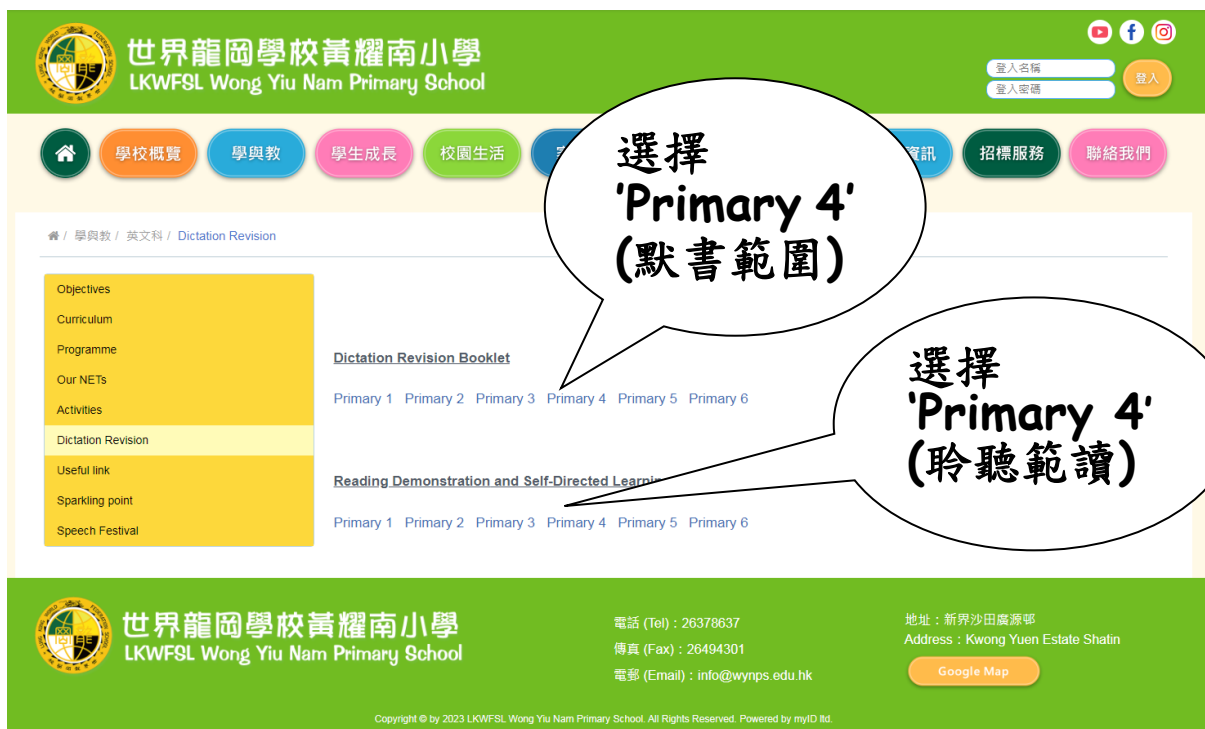 世界龍岡學校黃耀南小學
LKWFSL Wong Yiu Nam Primary School
登入名稱
登入密碼
登入
學校概覽
學與教
學生成長
校園生活
資訊
招標服務
聯絡我們
選擇
'Primary 4'
(默書範圍)
/ 學與教 / 英文科 / Dictation Revision
Objectives
Curriculum
Programme
Our NETs
Activities
Dictation Revision
Useful link
Sparkling point
Speech Festival
Dictation Revision Booklet
Primary 1 Primary 2 Primary 3 Primary 4 Primary 5 Primary 6
選擇
'Primary 4'
(聆聽範讀)
Reading Demonstration and Self-Directed Learning
Primary 1 Primary 2 Primary 3 Primary 4 Primary 5 Primary 6
世界龍岡學校黃耀南小學
LKWFSL Wong Yiu Nam Primary School
電話 (Tel)：26378637
傳真 (Fax)：26494301
電郵 (Email)：info@wynps.edu.hk
地址：新界沙田廣源邨
Address：Kwong Yuen Estate Shatin
Google Map
Copyright © by 2023 LKWFSL Wong Yiu Nam Primary School. All Rights Reserved. Powered by myID ltd.